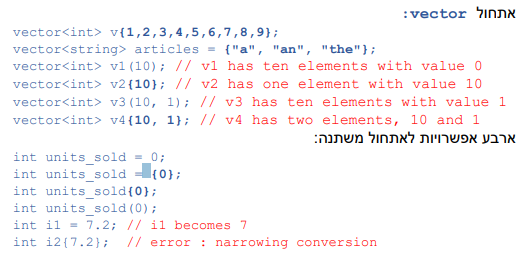 אתחול vector:
vector<int> v{1,2,3,4,5,6,7,8,9};
vector<string> articles = {"a", "an", "the"};
vector<int> v1(10); // v1 has ten elements with value 0
vector<int> v2{10}; // v2 has one element with value 10
vector<int> v3(10, 1); // v3 has ten elements with value 1
vector<int> v4{10, 1}; // v4 has two elements, 10 and 1
ארבע אפשרויות לאתחול משתנה:
int units_sold = 0;
int units_sold = {0};
int units_sold{0};
int units_sold(0);
int i1 = 7.2; // i1 becomes 7
int i2{7.2}; // error : narrowing conversion